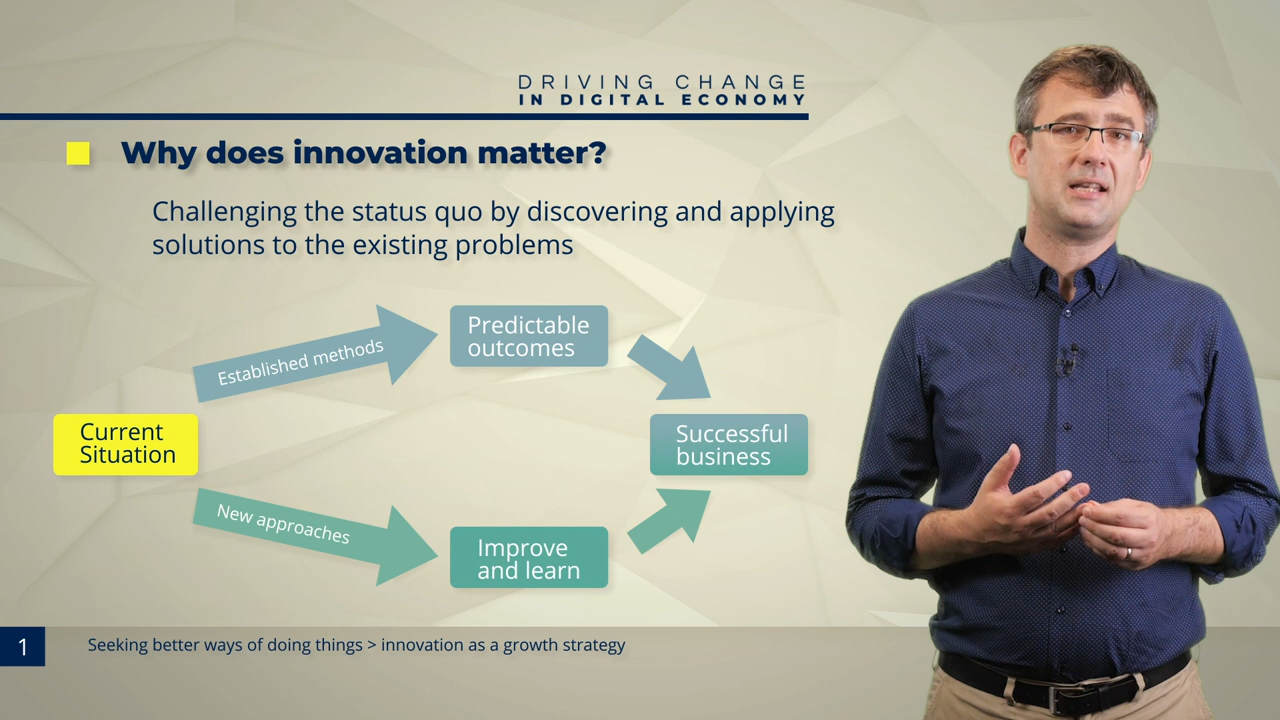 DRIVING CHANGE
IN DIGITAL ECONOMY
Why does innovation matter?
Challenging the status quo by discovering and applying
solutions to the existing problems
Established methods
Predictable
outcomes
Current
Situation
Successful
business
New approaches
Improve
and learn
1
Seeking better ways of doing things > innovation as a growth strategy